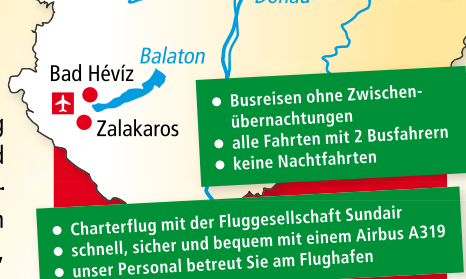 Donau
Balaton
Bad Hévíz
Zalakaros
• Busreisen ohne Zwischen-
übernachtungen
• alle Fahrten mit 2 Busfahrern
• keine Nachtfahrten
• Charterflug mit der Fluggesellschaft Sundair
• schnell, sicher und bequem mit einem Airbus A319
• unser Personal betreut Sie am Flughafen